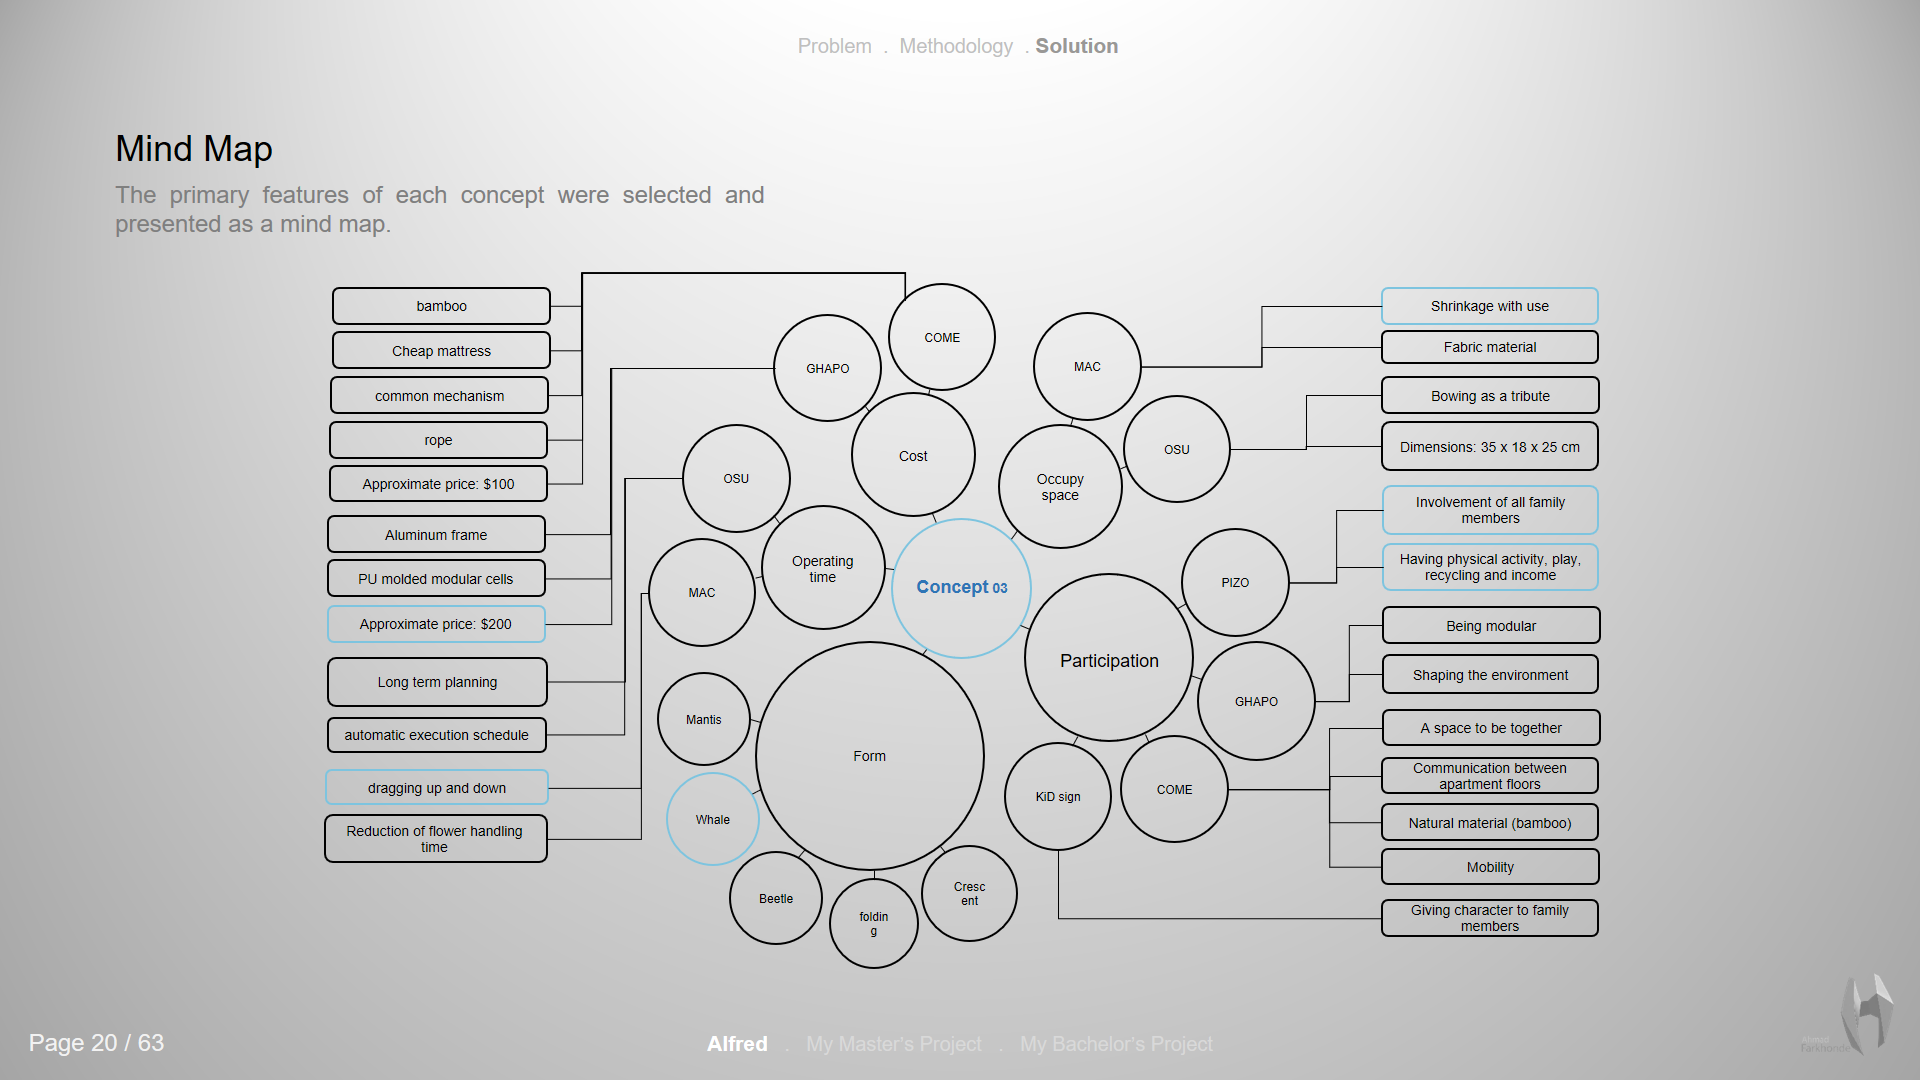 Problem . Methodology . Solution
Mind Map
The primary features of each concept were selected and
presented as a mind map.
bamboo
Cheap mattress
common mechanism
rope
Approximate price: $100
Aluminum frame
PU molded modular cells
Approximate price: $200
Long term planning
automatic execution schedule
dragging up and down
Reduction of flower handling
time
COME
GHAPO
Cost
OSU
Operating
time
MAC
Concept 03
Form
Mantis
Whale
Beetle
foldin
g
Cresc
ent
MAC
OSU
Occupy
space
PIZO
Participation
GHAPO
COME
KiD sign
Shrinkage with use
Fabric material
Bowing as a tribute
Dimensions: 35 x 18 x 25 cm
Involvement of all family
members
Having physical activity, play,
recycling and income
Being modular
Shaping the environment
A space to be together
Communication between
apartment floors
Natural material (bamboo)
Mobility
Giving character to family
members
Page 20 / 63
Alfred . My Master's Project . My Bachelor's Project
Ahmad